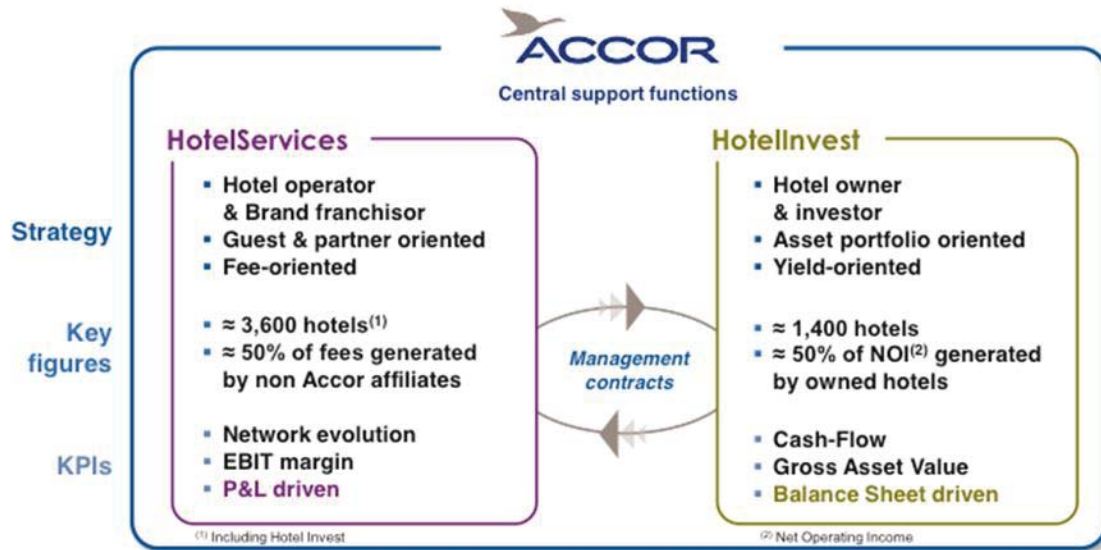 ACCOR
Central support functions
HotelServices
HotelInvest
Strategy
▪ Hotel operator
& Brand franchisor
▪ Guest & partner oriented
▪ Fee-oriented
▪ Hotel owner
& investor
▪ Asset portfolio oriented
▪ Yield-oriented
Key
figures
▪ ≈ 3,600 hotels(1)
▪ ≈ 50% of fees generated
by non Accor affiliates
Management
contracts
▪ ≈ 1,400 hotels
▪ ≈ 50% of NOI(2) generated
by owned hotels
KPIs
▪ Network evolution
▪ EBIT margin
▪ P&L driven
▪ Cash-Flow
▪ Gross Asset Value
▪ Balance Sheet driven
(1) Including Hotel Invest
(2) Net Operating Income